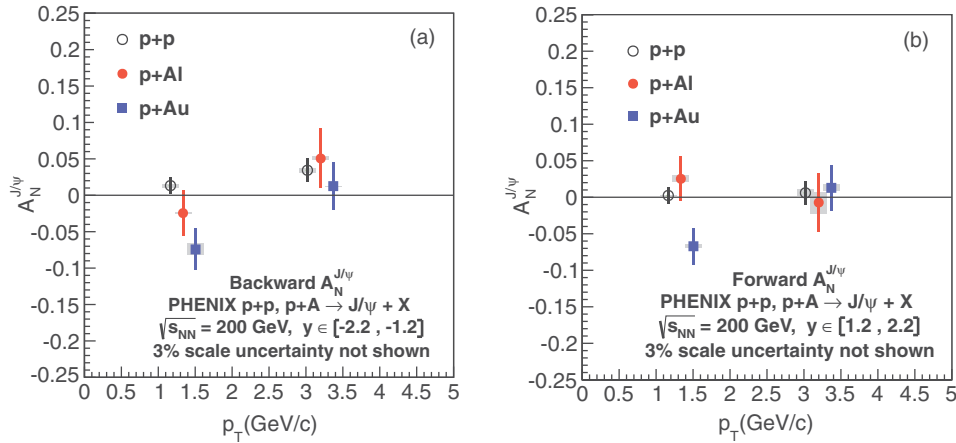 0.25
0.2
0.15
0.1
0.05
0
-0.05
-0.1
-0.15
-0.2
-0.25
A_N^{J/ψ}
(a)
p+p
p+Al
p+Au
Backward A_N^{J/ψ}
PHENIX p+p, p+A → J/ψ + X
√s_{NN} = 200 GeV, y ∈ [-2.2 , -1.2]
3% scale uncertainty not shown
0 0.5 1 1.5 2 2.5 3 3.5 4 4.5 5
p_T(GeV/c)
0.25
0.2
0.15
0.1
0.05
0
-0.05
-0.1
-0.15
-0.2
-0.25
A_N^{J/ψ}
(b)
p+p
p+Al
p+Au
Forward A_N^{J/ψ}
PHENIX p+p, p+A → J/ψ + X
√s_{NN} = 200 GeV, y ∈ [1.2 , 2.2]
3% scale uncertainty not shown
0 0.5 1 1.5 2 2.5 3 3.5 4 4.5 5
p_T(GeV/c)